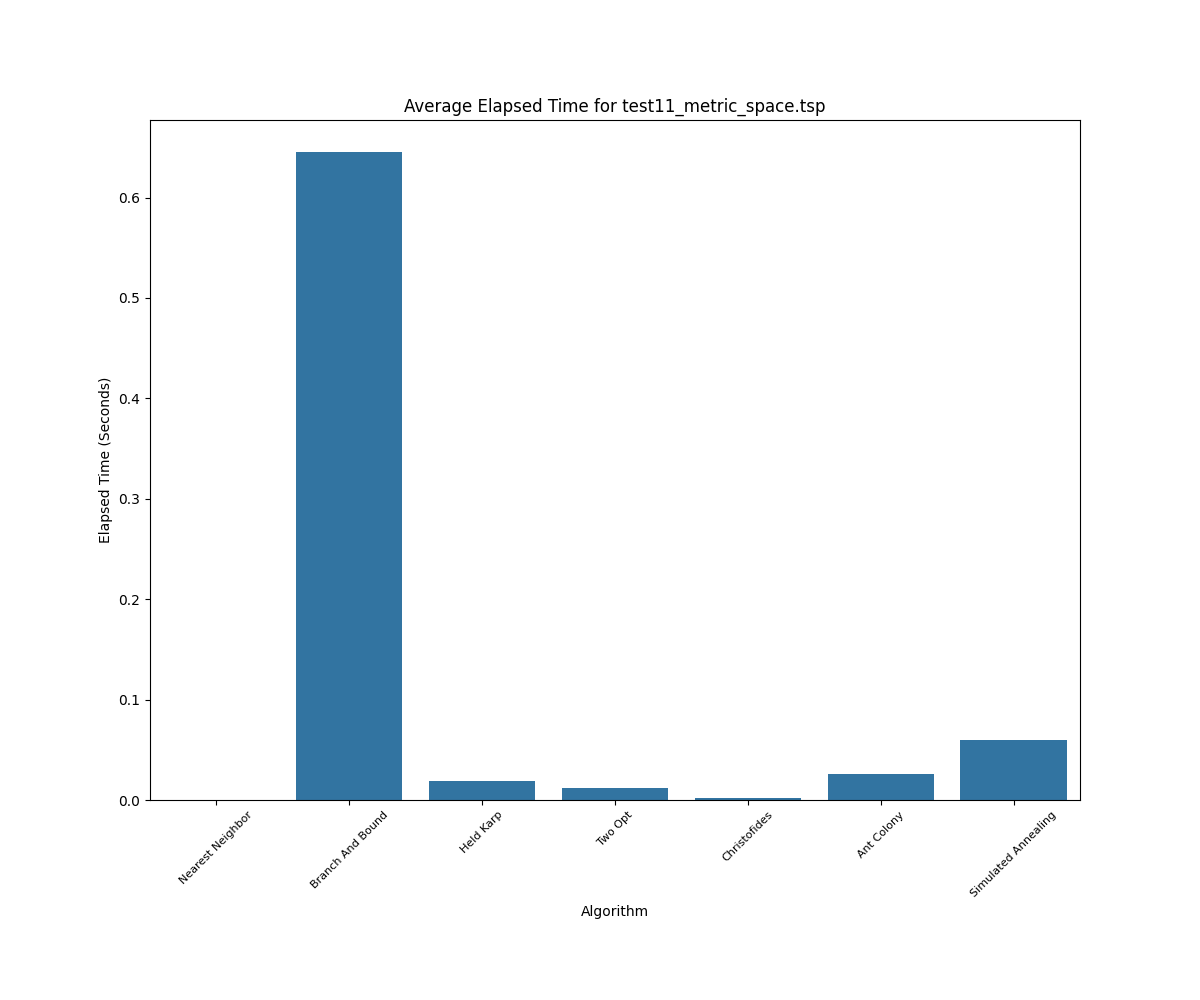 Average Elapsed Time for test11_metric_space.tsp
Elapsed Time (Seconds)
0.6
0.5
0.4
0.3
0.2
0.1
0.0
Nearest Neighbor
Branch And Bound
Held Karp
Two Opt
Christofides
Ant Colony
Simulated Annealing
Algorithm